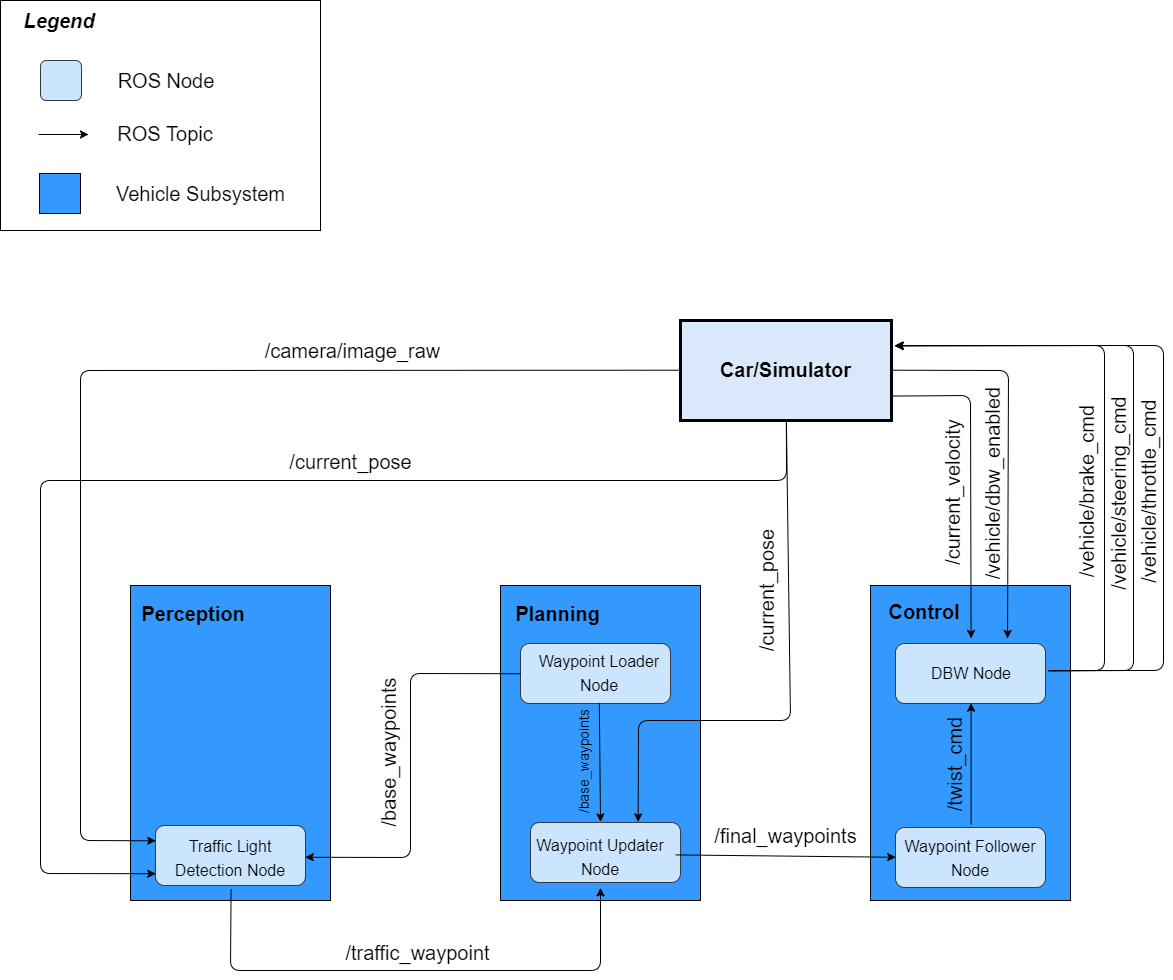 Legend
ROS Node
ROS Topic
Vehicle Subsystem
/camera/image_raw
Car/Simulator
/current_pose
/current_velocity
/vehicle/dbw_enabled
/vehicle/brake_cmd
/vehicle/steering_cmd
/vehicle/throttle_cmd
/current_pose
Perception
Planning
Control
Waypoint Loader
Node
DBW Node
/base_waypoints
/base_waypoints
/twist_cmd
Traffic Light
Detection Node
Waypoint Updater
Node
/final_waypoints
Waypoint Follower
Node
/traffic_waypoint